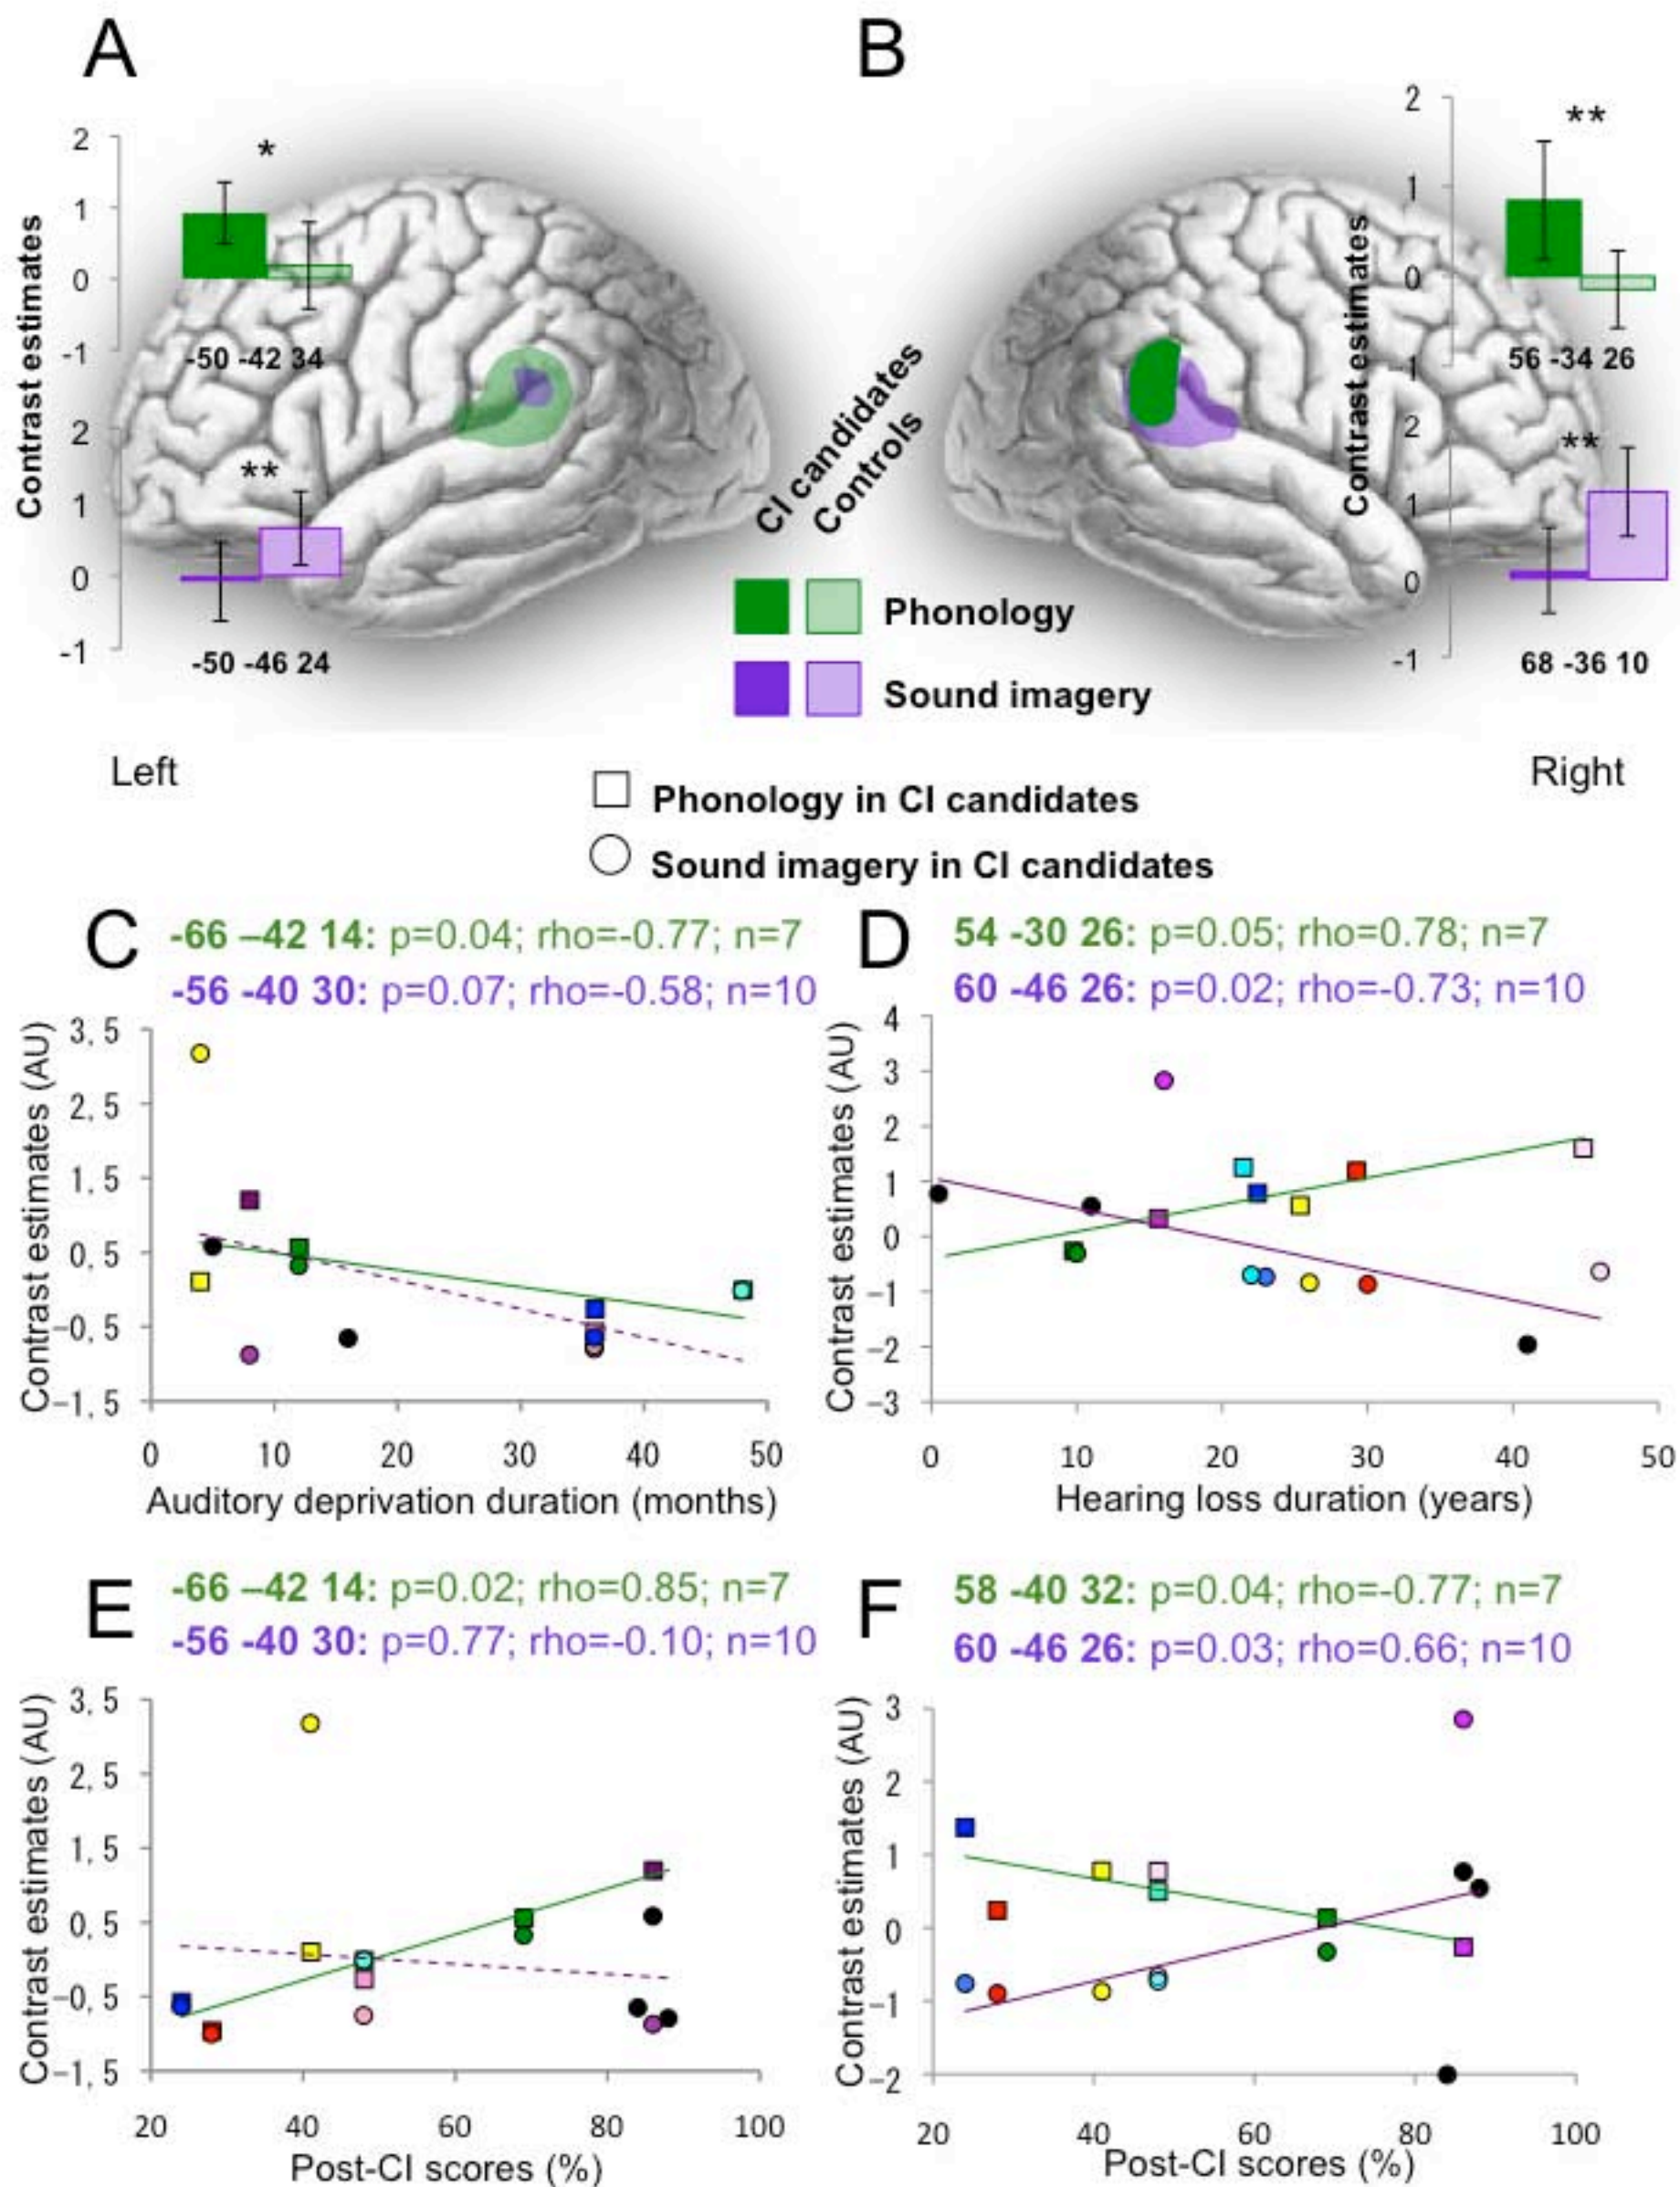 A
B
2
1
0
-1
2
1
0
-1
Contrast estimates
*
-50 -42 34
**
-50 -46 24
2
1
0
-1
2
1
0
-1
Contrast estimates
**
56 -34 26
**
68 -36 10
CI candidates
Controls
Phonology
Sound imagery
Left
Right
Phonology in CI candidates
Sound imagery in CI candidates
C
-66 –42 14: p=0.04; rho=-0.77; n=7
-56 -40 30: p=0.07; rho=-0.58; n=10
Contrast estimates (AU)
3,5
2,5
1,5
0,5
–0,5
–1,5
0 10 20 30 40 50
Auditory deprivation duration (months)
D
54 -30 26: p=0.05; rho=0.78; n=7
60 -46 26: p=0.02; rho=-0.73; n=10
Contrast estimates (AU)
4
3
2
1
0
–1
–2
–3
0 10 20 30 40 50
Hearing loss duration (years)
E
-66 –42 14: p=0.02; rho=0.85; n=7
-56 -40 30: p=0.77; rho=-0.10; n=10
Contrast estimates (AU)
3,5
2,5
1,5
0,5
–0,5
–1,5
20 40 60 80 100
Post-CI scores (%)
F
58 -40 32: p=0.04; rho=-0.77; n=7
60 -46 26: p=0.03; rho=0.66; n=10
Contrast estimates (AU)
3
2
1
0
–1
–2
20 40 60 80 100
Post-CI scores (%)